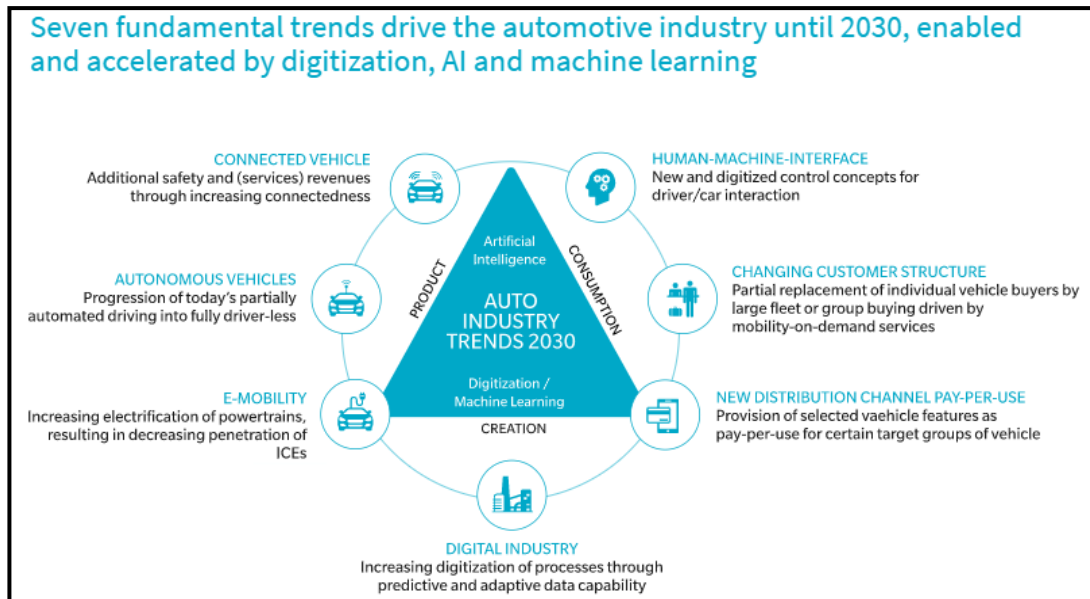 Seven fundamental trends drive the automotive industry until 2030, enabled
and accelerated by digitization, AI and machine learning
CONNECTED VEHICLE
Additional safety and (services) revenues
through increasing connectedness
HUMAN-MACHINE-INTERFACE
New and digitized control concepts for
driver/car interaction
AUTONOMOUS VEHICLES
Progression of today's partially
automated driving into fully driver-less
CHANGING CUSTOMER STRUCTURE
Partial replacement of individual vehicle buyers by
large fleet or group buying driven by
mobility-on-demand services
E-MOBILITY
Increasing electrification of powertrains,
resulting in decreasing penetration of
ICEs
NEW DISTRIBUTION CHANNEL PAY-PER-USE
Provision of selected vaehicle features as
pay-per-use for certain target groups of vehicle
PRODUCT
CONSUMPTION
Artificial
Intelligence
AUTO
INDUSTRY
TRENDS 2030
Digitization /
Machine Learning
CREATION
DIGITAL INDUSTRY
Increasing digitization of processes through
predictive and adaptive data capability